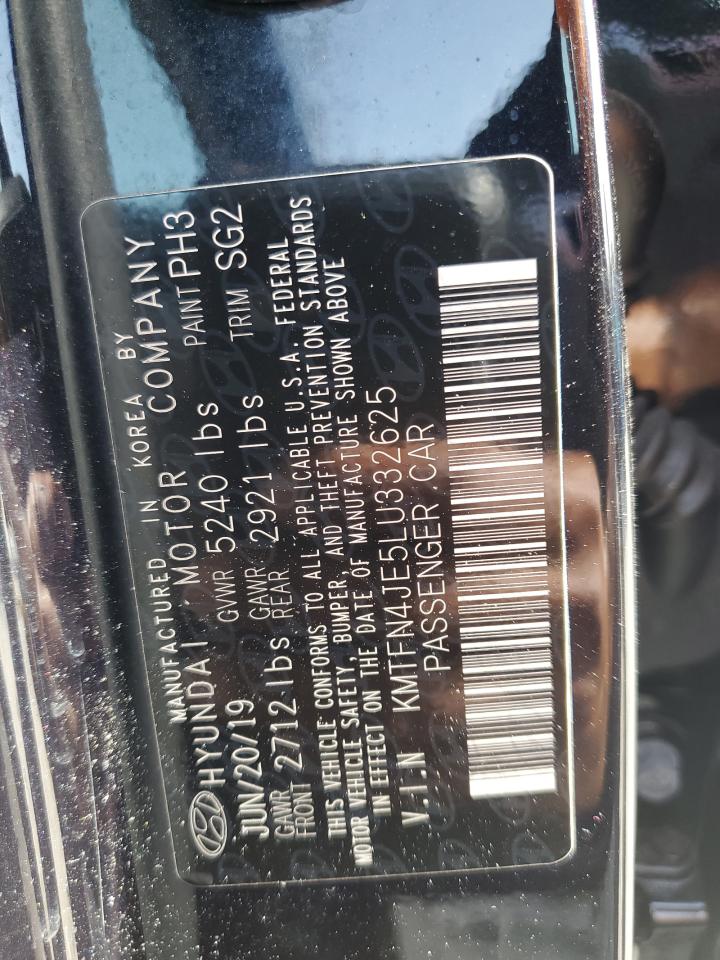 MANUFACTURED IN KOREA BY
HYUNDAI MOTOR COMPANY
JUN/20/19 GVWR 5240 lbs PAINT PH3
GAWR FRONT 2712 lbs GAWR REAR 2921 lbs TRIM SG2
THIS VEHICLE CONFORMS TO ALL APPLICABLE U.S.A. FEDERAL
MOTOR VEHICLE SAFETY, BUMPER, AND THEFT PREVENTION STANDARDS
IN EFFECT ON THE DATE OF MANUFACTURE SHOWN ABOVE
V.I.N KMTFN4JE5LU332625
PASSENGER CAR